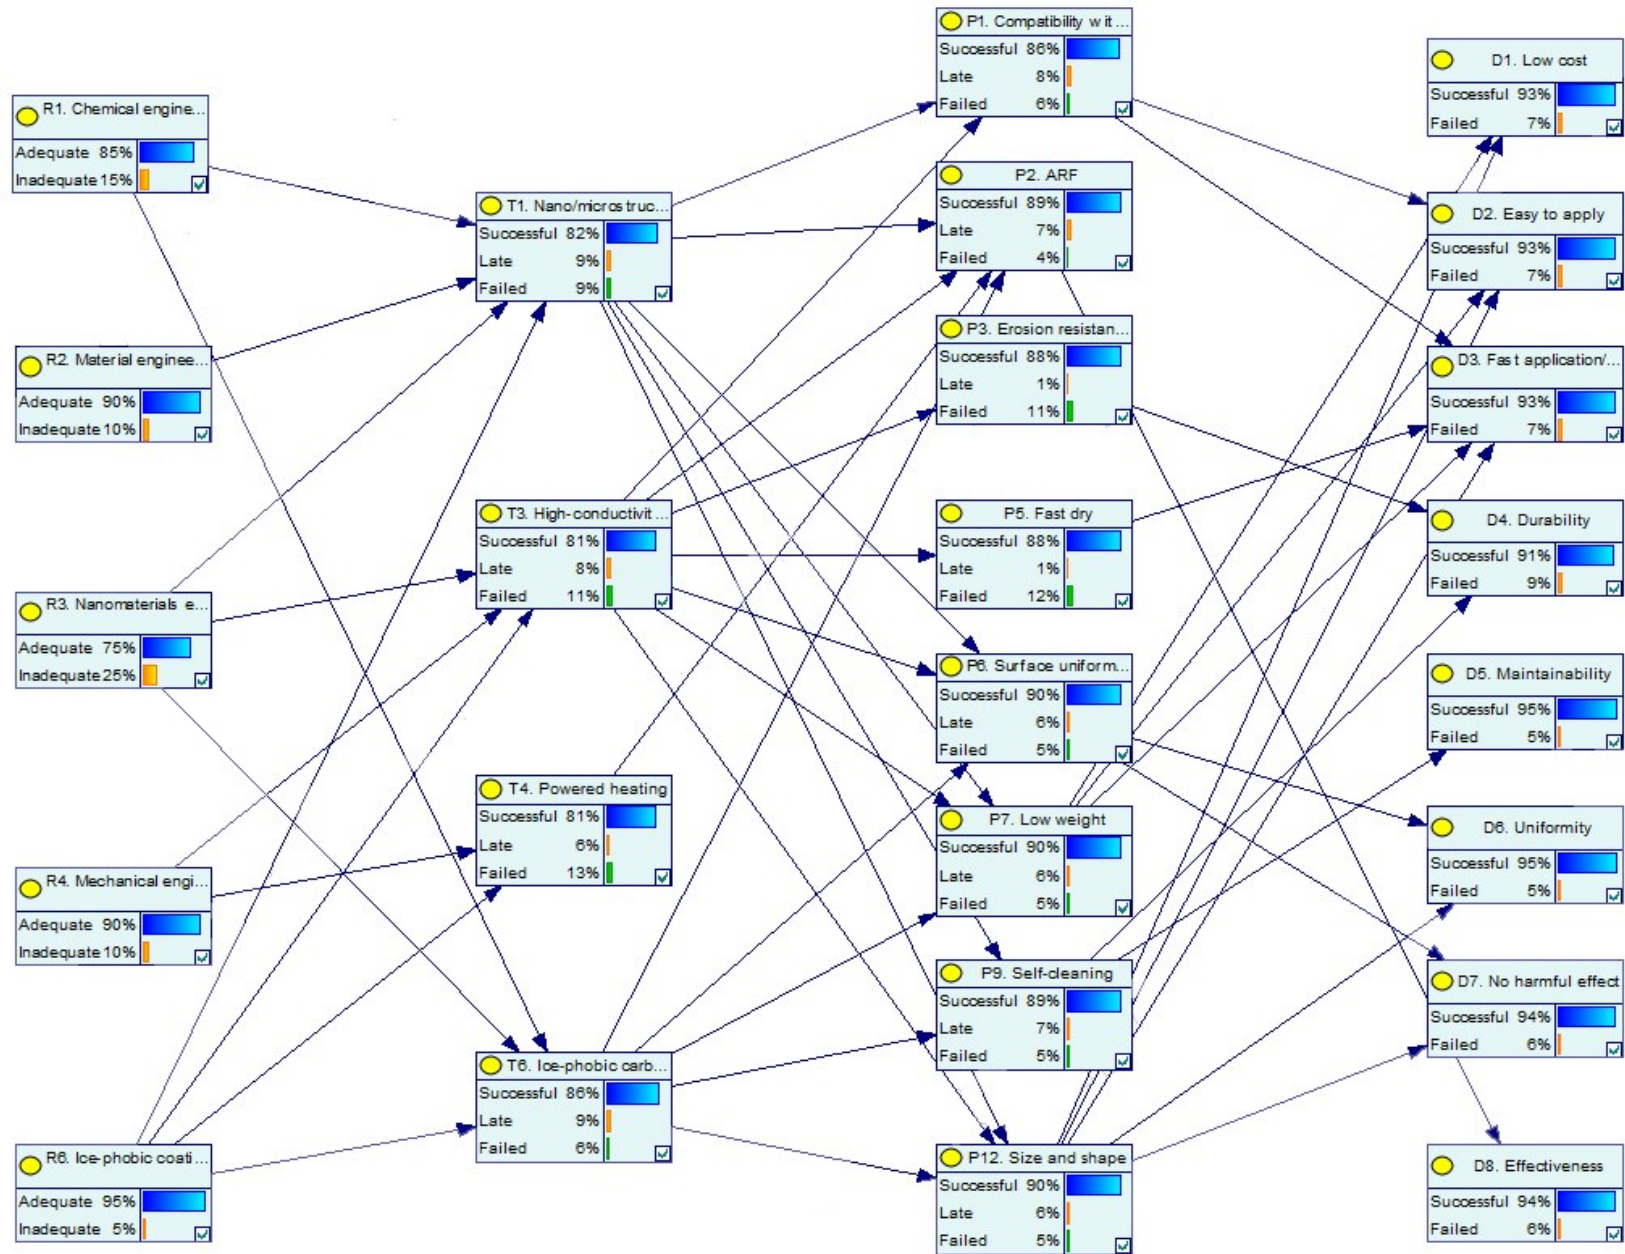 R1. Chemical engine...
Adequate 85%
Inadequate 15%
R2. Material enginee...
Adequate 90%
Inadequate 10%
R3. Nanomaterials e...
Adequate 75%
Inadequate 25%
R4. Mechanical engi...
Adequate 90%
Inadequate 10%
R6. Ice-phobic coati...
Adequate 95%
Inadequate 5%
T1. Nano/microstruc...
Successful 82%
Late 9%
Failed 9%
T3. High-conductivit...
Successful 81%
Late 8%
Failed 11%
T4. Powered heating
Successful 81%
Late 6%
Failed 13%
T6. Ice-phobic carb...
Successful 86%
Late 9%
Failed 6%
P1. Compatibility wit...
Successful 86%
Late 8%
Failed 6%
P2. ARF
Successful 89%
Late 7%
Failed 4%
P3. Erosion resistan...
Successful 88%
Late 1%
Failed 11%
P5. Fast dry
Successful 88%
Late 1%
Failed 12%
P6. Surface uniform...
Successful 90%
Late 6%
Failed 5%
P7. Low weight
Successful 90%
Late 6%
Failed 5%
P9. Self-cleaning
Successful 89%
Late 7%
Failed 5%
P12. Size and shape
Successful 90%
Late 6%
Failed 5%
D1. Low cost
Successful 93%
Failed 7%
D2. Easy to apply
Successful 93%
Failed 7%
D3. Fast application/...
Successful 93%
Failed 7%
D4. Durability
Successful 91%
Failed 9%
D5. Maintainability
Successful 95%
Failed 5%
D6. Uniformity
Successful 95%
Failed 5%
D7. No harmful effect
Successful 94%
Failed 6%
D8. Effectiveness
Successful 94%
Failed 6%